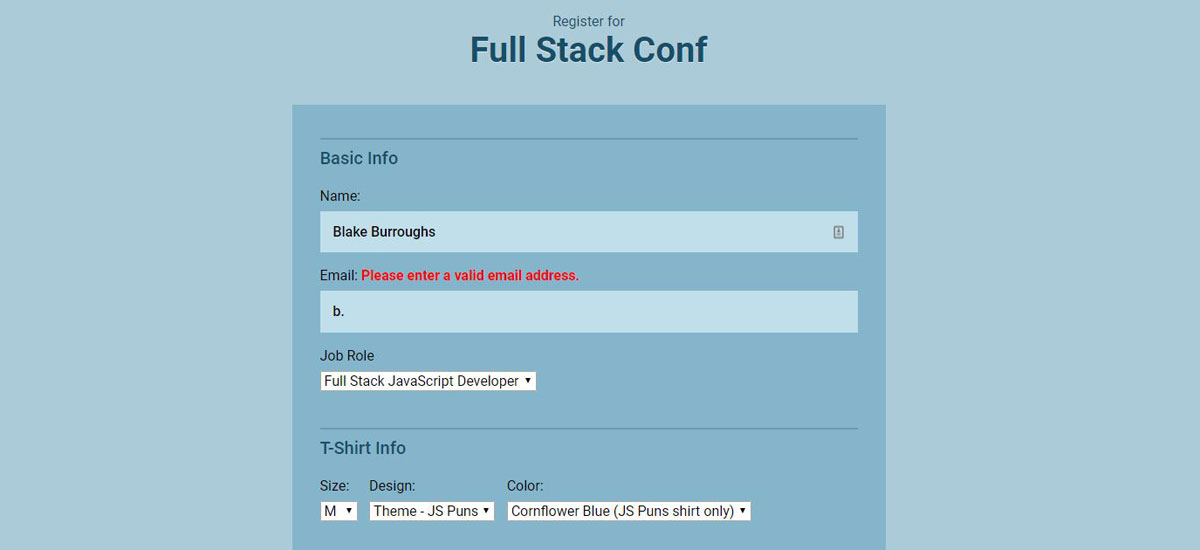 Register for
Full Stack Conf
Basic Info
Name:
Blake Burroughs
Email: Please enter a valid email address.
b.
Job Role
Full Stack JavaScript Developer
T-Shirt Info
Size: Design: Color:
M Theme - JS Puns Cornflower Blue (JS Puns shirt only)